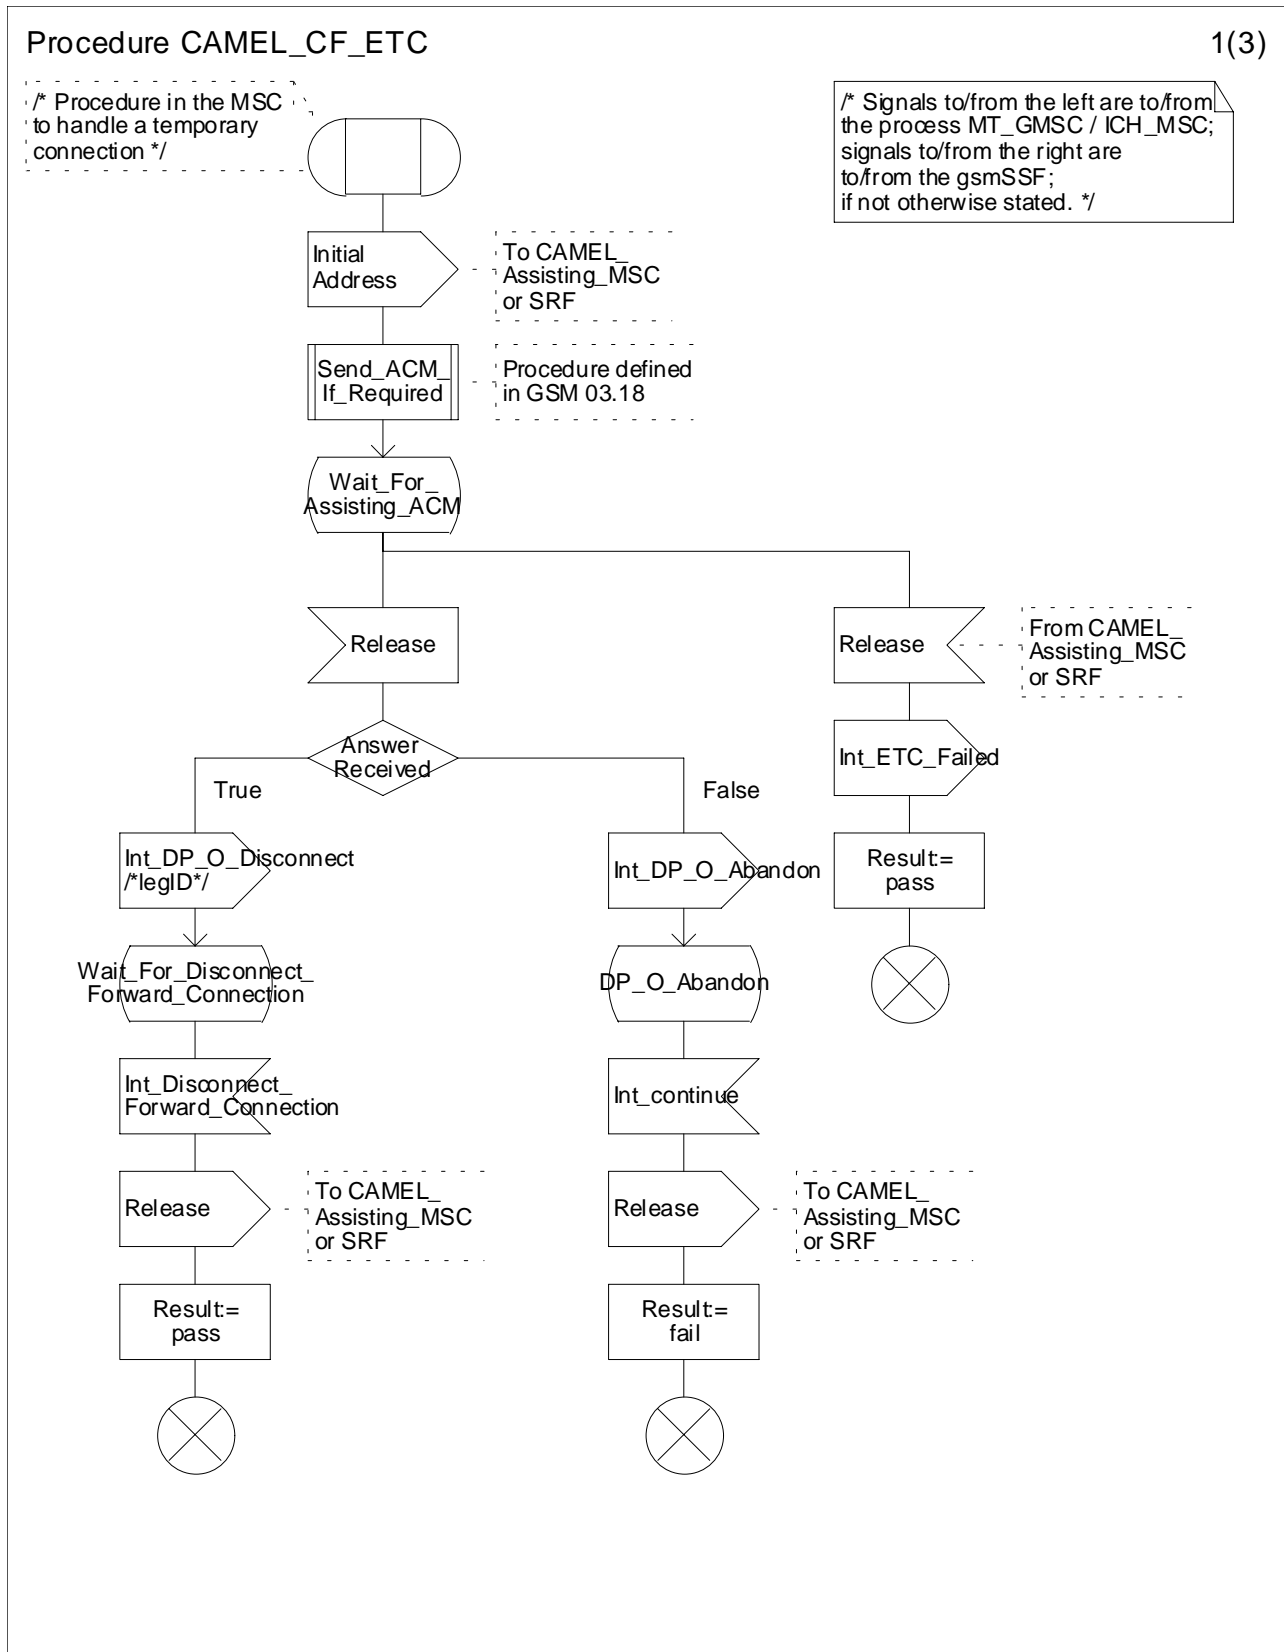 Procedure CAMEL_CF_ETC
1(3)
/* Procedure in the MSC
to handle a temporary
connection */
/* Signals to/from the left are to/from
the process MT_GMSC / ICH_MSC;
signals to/from the right are
to/from the gsmSSF;
if not otherwise stated. */
Initial
Address
To CAMEL_
Assisting_MSC
or SRF
Send_ACM_
If_Required
Procedure defined
in GSM 03.18
Wait_For_
Assisting_ACM
Release
Release
From CAMEL_
Assisting_MSC
or SRF
Answer
Received
True
False
Int_ETC_Failed
Int_DP_O_Disconnect
/*legID*/
Int_DP_O_Abandon
Result:=
pass
Wait_For_Disconnect_
Forward_Connection
DP_O_Abandon
Int_Disconnect_
Forward_Connection
Int_continue
Release
To CAMEL_
Assisting_MSC
or SRF
Release
To CAMEL_
Assisting_MSC
or SRF
Result:=
pass
Result:=
fail